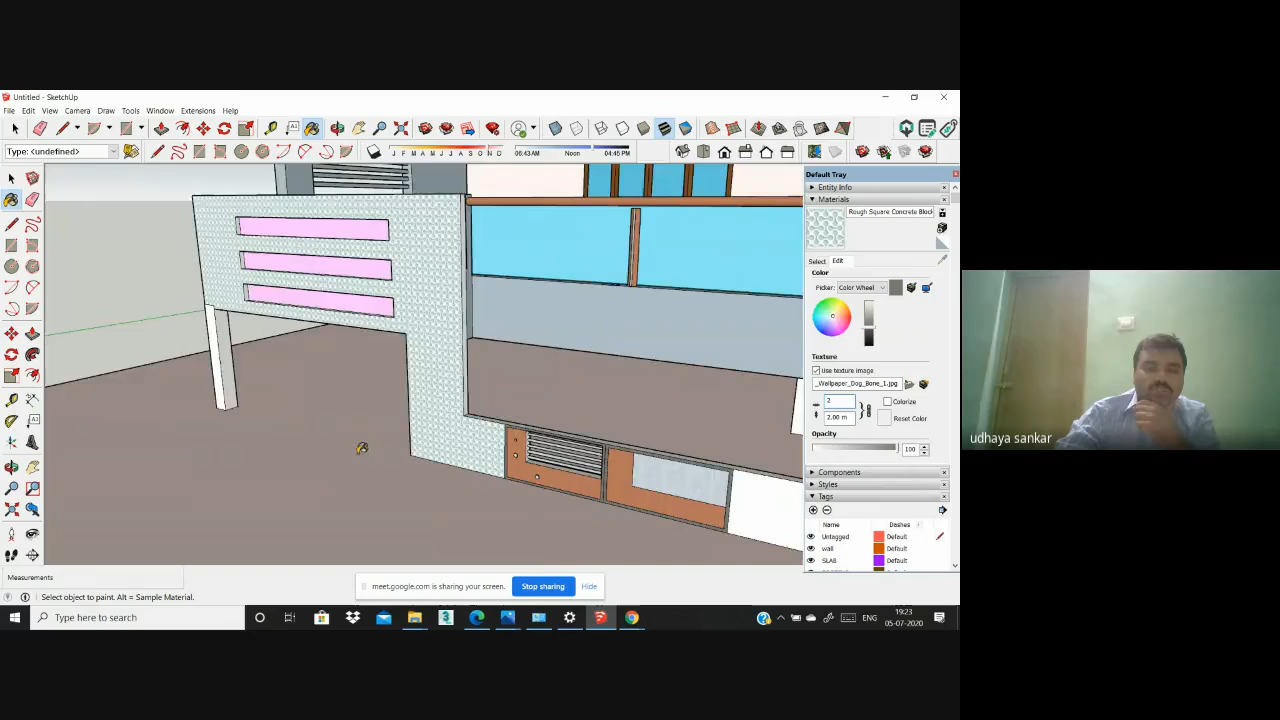 Untitled - SketchUp
File Edit View Camera Draw Tools Window Extensions Help
A1
J F M A M J J A S O N D 06:43 AM Noon 04:45 PM
Type: <undefined>
Default Tray
Entity Info
Materials
Rough Square Concrete Block
Select Edit
Color
Picker: Color Wheel
Texture
Use texture image
_Wallpaper_Dog_Bone_1.jpg
2
Colorize
2.00 m
Reset Color
Opacity
100
Components
Styles
Tags
Name Dashes
Untagged Default
wall Default
SLAB Default
A1
udhaya sankar
Measurements
meet.google.com is sharing your screen. Stop sharing Hide
Select object to paint. Alt = Sample Material.
Type here to search
ENG
19:23
05-07-2020